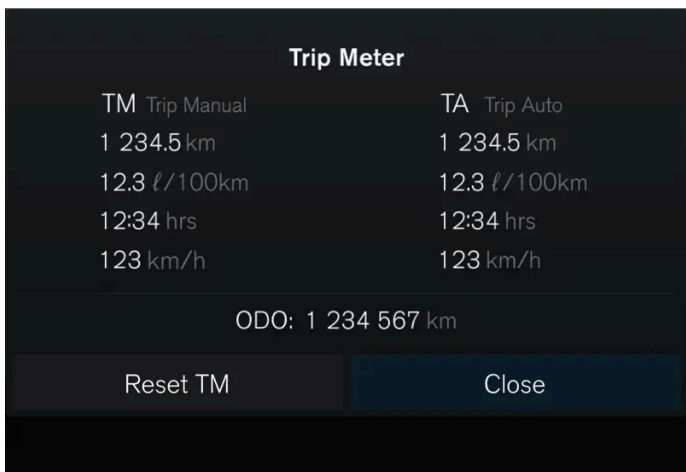 Trip Meter
TM Trip Manual
1 234.5 km
12.3 ℓ/100km
12:34 hrs
123 km/h
TA Trip Auto
1 234.5 km
12.3 ℓ/100km
12:34 hrs
123 km/h
ODO: 1 234 567 km
Reset TM
Close